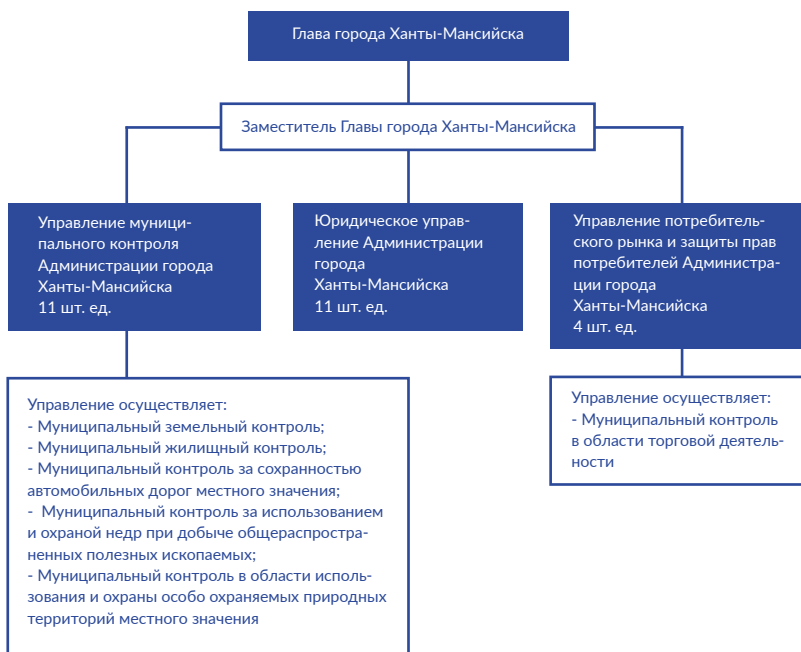 Глава города Ханты-Мансийска
Заместитель Главы города Ханты-Мансийска
Управление муници-
пального контроля
Администрации города
Ханты-Мансийска
11 шт. ед.
Юридическое управ-
ление Администрации
города
Ханты-Мансийска
11 шт. ед.
Управление потребитель-
ского рынка и защиты прав
потребителей Администра-
ции города
Ханты-Мансийска
4 шт. ед.
Управление осуществляет:
- Муниципальный земельный контроль;
- Муниципальный жилищный контроль;
- Муниципальный контроль за сохранностью
автомобильных дорог местного значения;
- Муниципальный контроль за использованием
и охраной недр при добыче общераспростра-
ненных полезных ископаемых;
- Муниципальный контроль в области исполь-
зования и охраны особо охраняемых природных
территорий местного значения
Управление осуществляет:
- Муниципальный контроль
в области торговой деятель-
ности